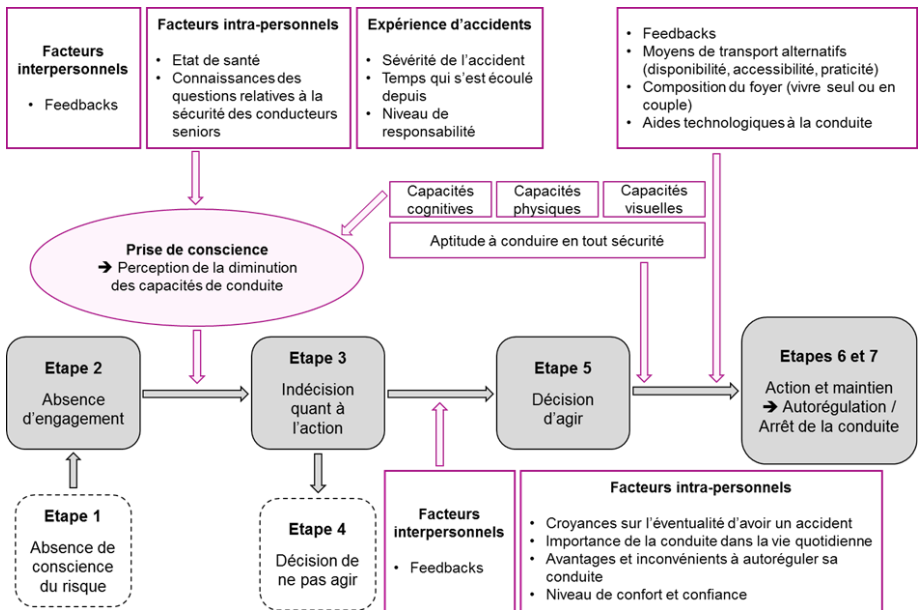 Facteurs
interpersonnels
• Feedbacks
Facteurs intra-personnels
• Etat de santé
• Connaissances des
questions relatives à la
sécurité des conducteurs
seniors
Expérience d'accidents
• Sévérité de l'accident
• Temps qui s'est écoulé
depuis
• Niveau de
responsabilité
• Feedbacks
• Moyens de transport alternatifs
(disponibilité, accessibilité, praticité)
• Composition du foyer (vivre seul ou en
couple)
• Aides technologiques à la conduite
Capacités
cognitives
Capacités
physiques
Capacités
visuelles
Aptitude à conduire en tout sécurité
Prise de conscience
➔ Perception de la diminution
des capacités de conduite
Etape 2
Absence
d'engagement
Etape 3
Indécision
quant à
l'action
Etape 5
Décision
d'agir
Etapes 6 et 7
Action et maintien
➔ Autorégulation /
Arrêt de la conduite
Etape 1
Absence de
conscience
du risque
Etape 4
Décision de
ne pas agir
Facteurs
interpersonnels
• Feedbacks
Facteurs intra-personnels
• Croyances sur l'éventualité d'avoir un accident
• Importance de la conduite dans la vie quotidienne
• Avantages et inconvénients à autoréguler sa
conduite
• Niveau de confort et confiance